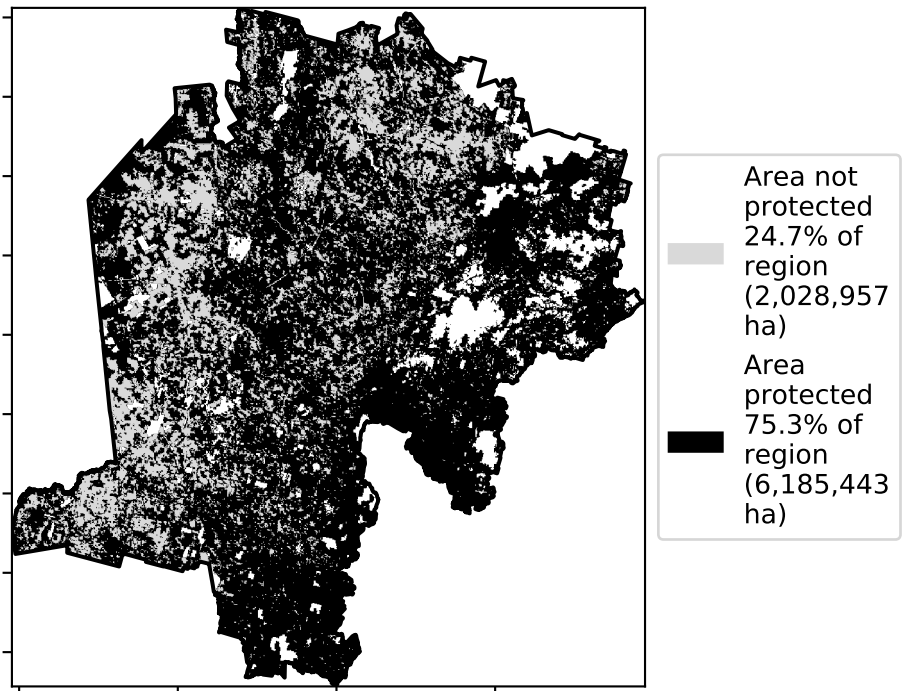 Area not
protected
24.7% of
region
(2,028,957
ha)
Area
protected
75.3% of
region
(6,185,443
ha)